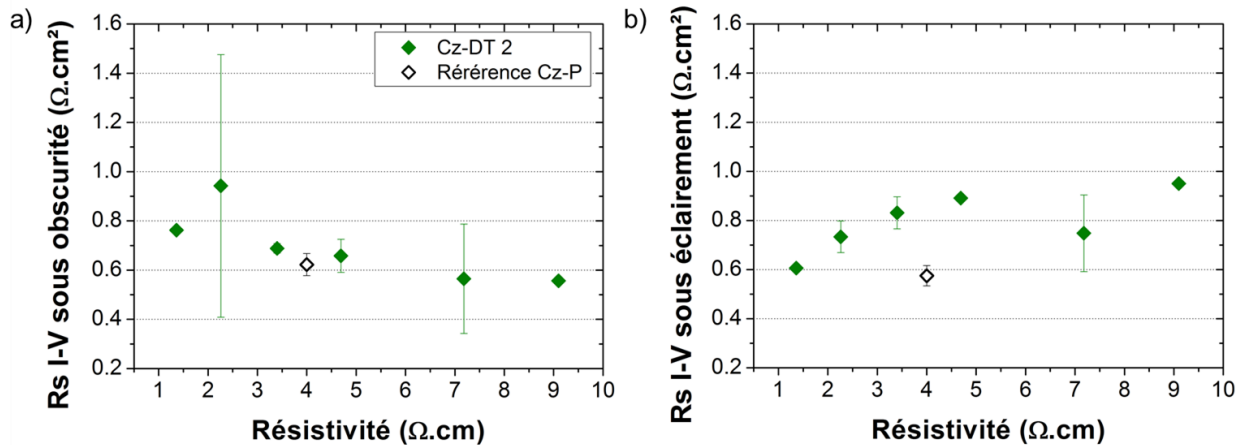 a)
Rs I-V sous obscurité (Ω.cm²)
1.6
1.4
1.2
1.0
0.8
0.6
0.4
0.2
Cz-DT 2
Rérérence Cz-P
1 2 3 4 5 6 7 8 9 10
Résistivité (Ω.cm)
b)
Rs I-V sous éclairement (Ω.cm²)
1.6
1.4
1.2
1.0
0.8
0.6
0.4
0.2
1 2 3 4 5 6 7 8 9 10
Résistivité (Ω.cm)